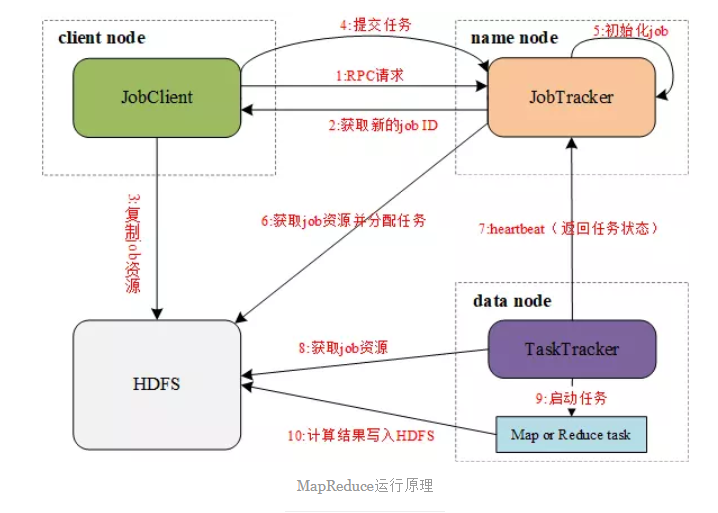 client node
4:提交任务
name node
5:初始化job
JobClient
1:RPC请求
JobTracker
2:获取新的job ID
3:复制job资源
6:获取job资源并分配任务
7:heartbeat（返回任务状态）
data node
HDFS
8:获取job资源
TaskTracker
9:启动任务
10:计算结果写入HDFS
Map or Reduce task
MapReduce运行原理